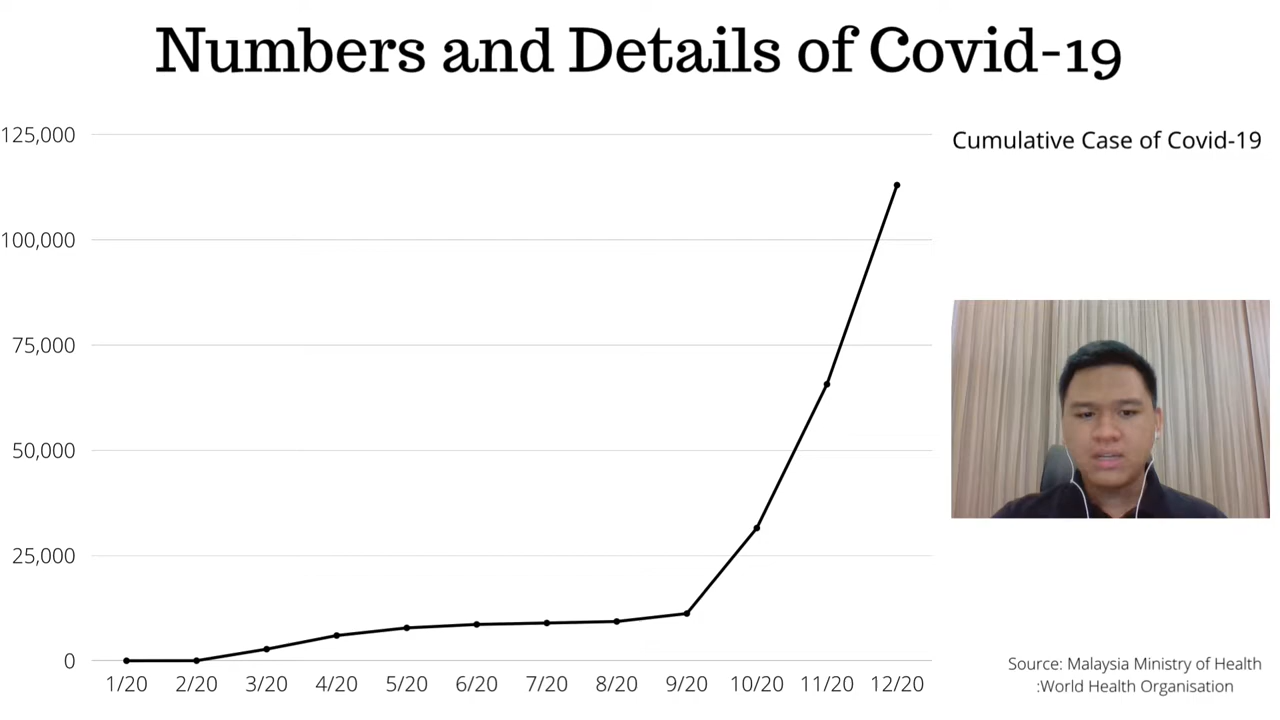 Numbers and Details of Covid-19
125,000
Cumulative Case of Covid-19
100,000
75,000
50,000
25,000
0
1/20 2/20 3/20 4/20 5/20 6/20 7/20 8/20 9/20 10/20 11/20 12/20
Source: Malaysia Ministry of Health
:World Health Organisation